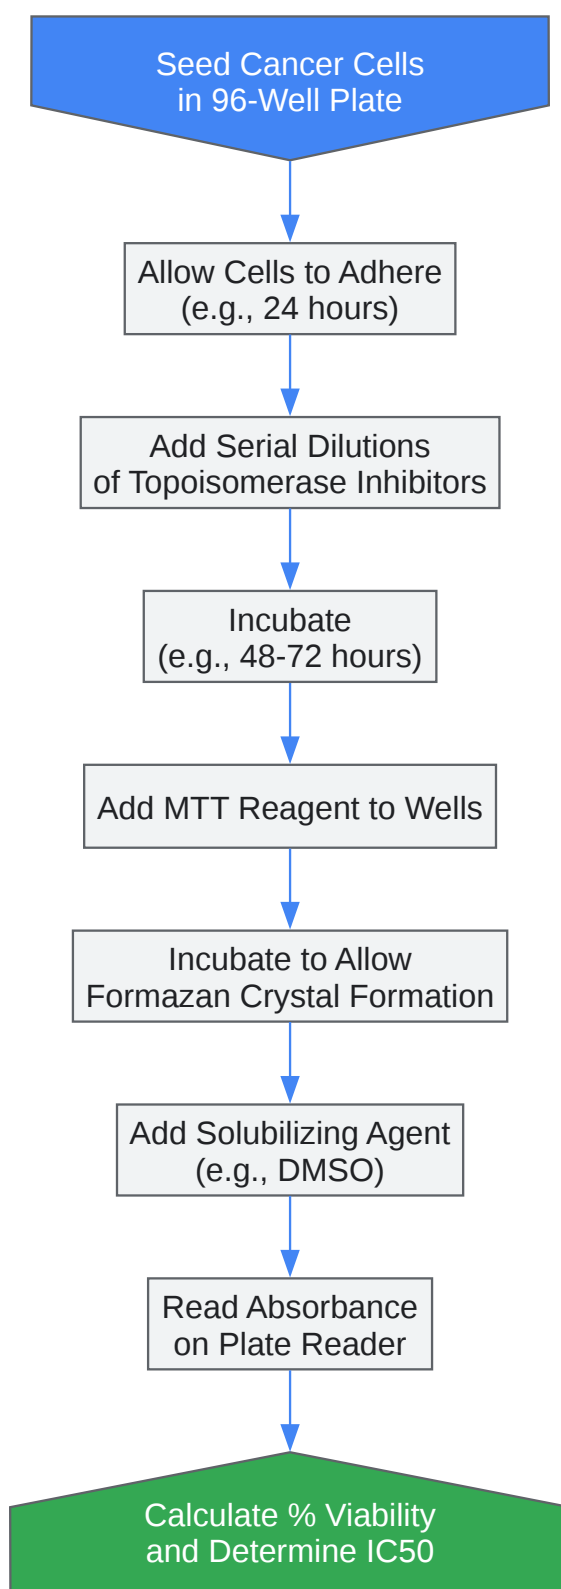 Seed Cancer Cells
in 96-Well Plate
Allow Cells to Adhere
(e.g., 24 hours)
Add Serial Dilutions
of Topoisomerase Inhibitors
Incubate
(e.g., 48-72 hours)
Add MTT Reagent to Wells
Incubate to Allow
Formazan Crystal Formation
Add Solubilizing Agent
(e.g., DMSO)
Read Absorbance
on Plate Reader
Calculate % Viability
and Determine IC50